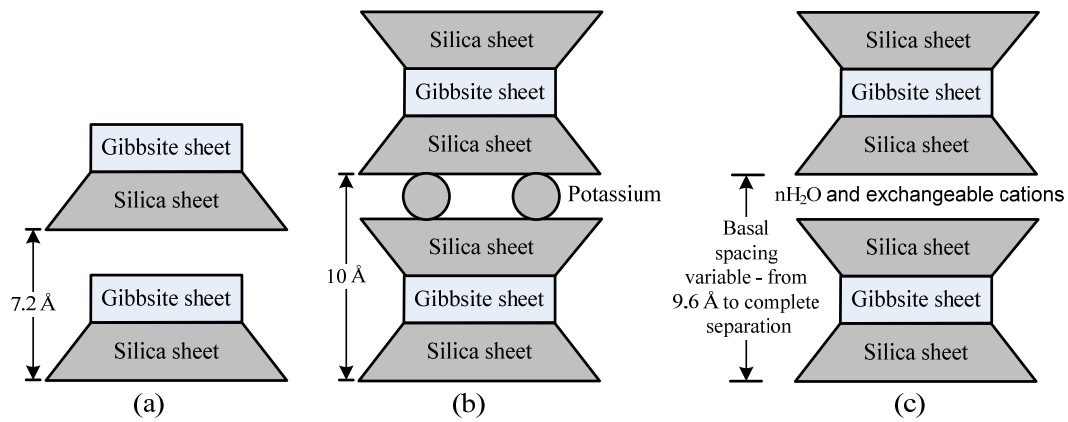 Gibbsite sheet
Silica sheet
7.2 Å
Gibbsite sheet
Silica sheet
(a)
Silica sheet
Gibbsite sheet
Silica sheet
Potassium
10 Å
Silica sheet
Gibbsite sheet
Silica sheet
(b)
Silica sheet
Gibbsite sheet
Silica sheet
nH₂O and exchangeable cations
Basal
spacing
variable - from
9.6 Å to complete
separation
Silica sheet
Gibbsite sheet
Silica sheet
(c)